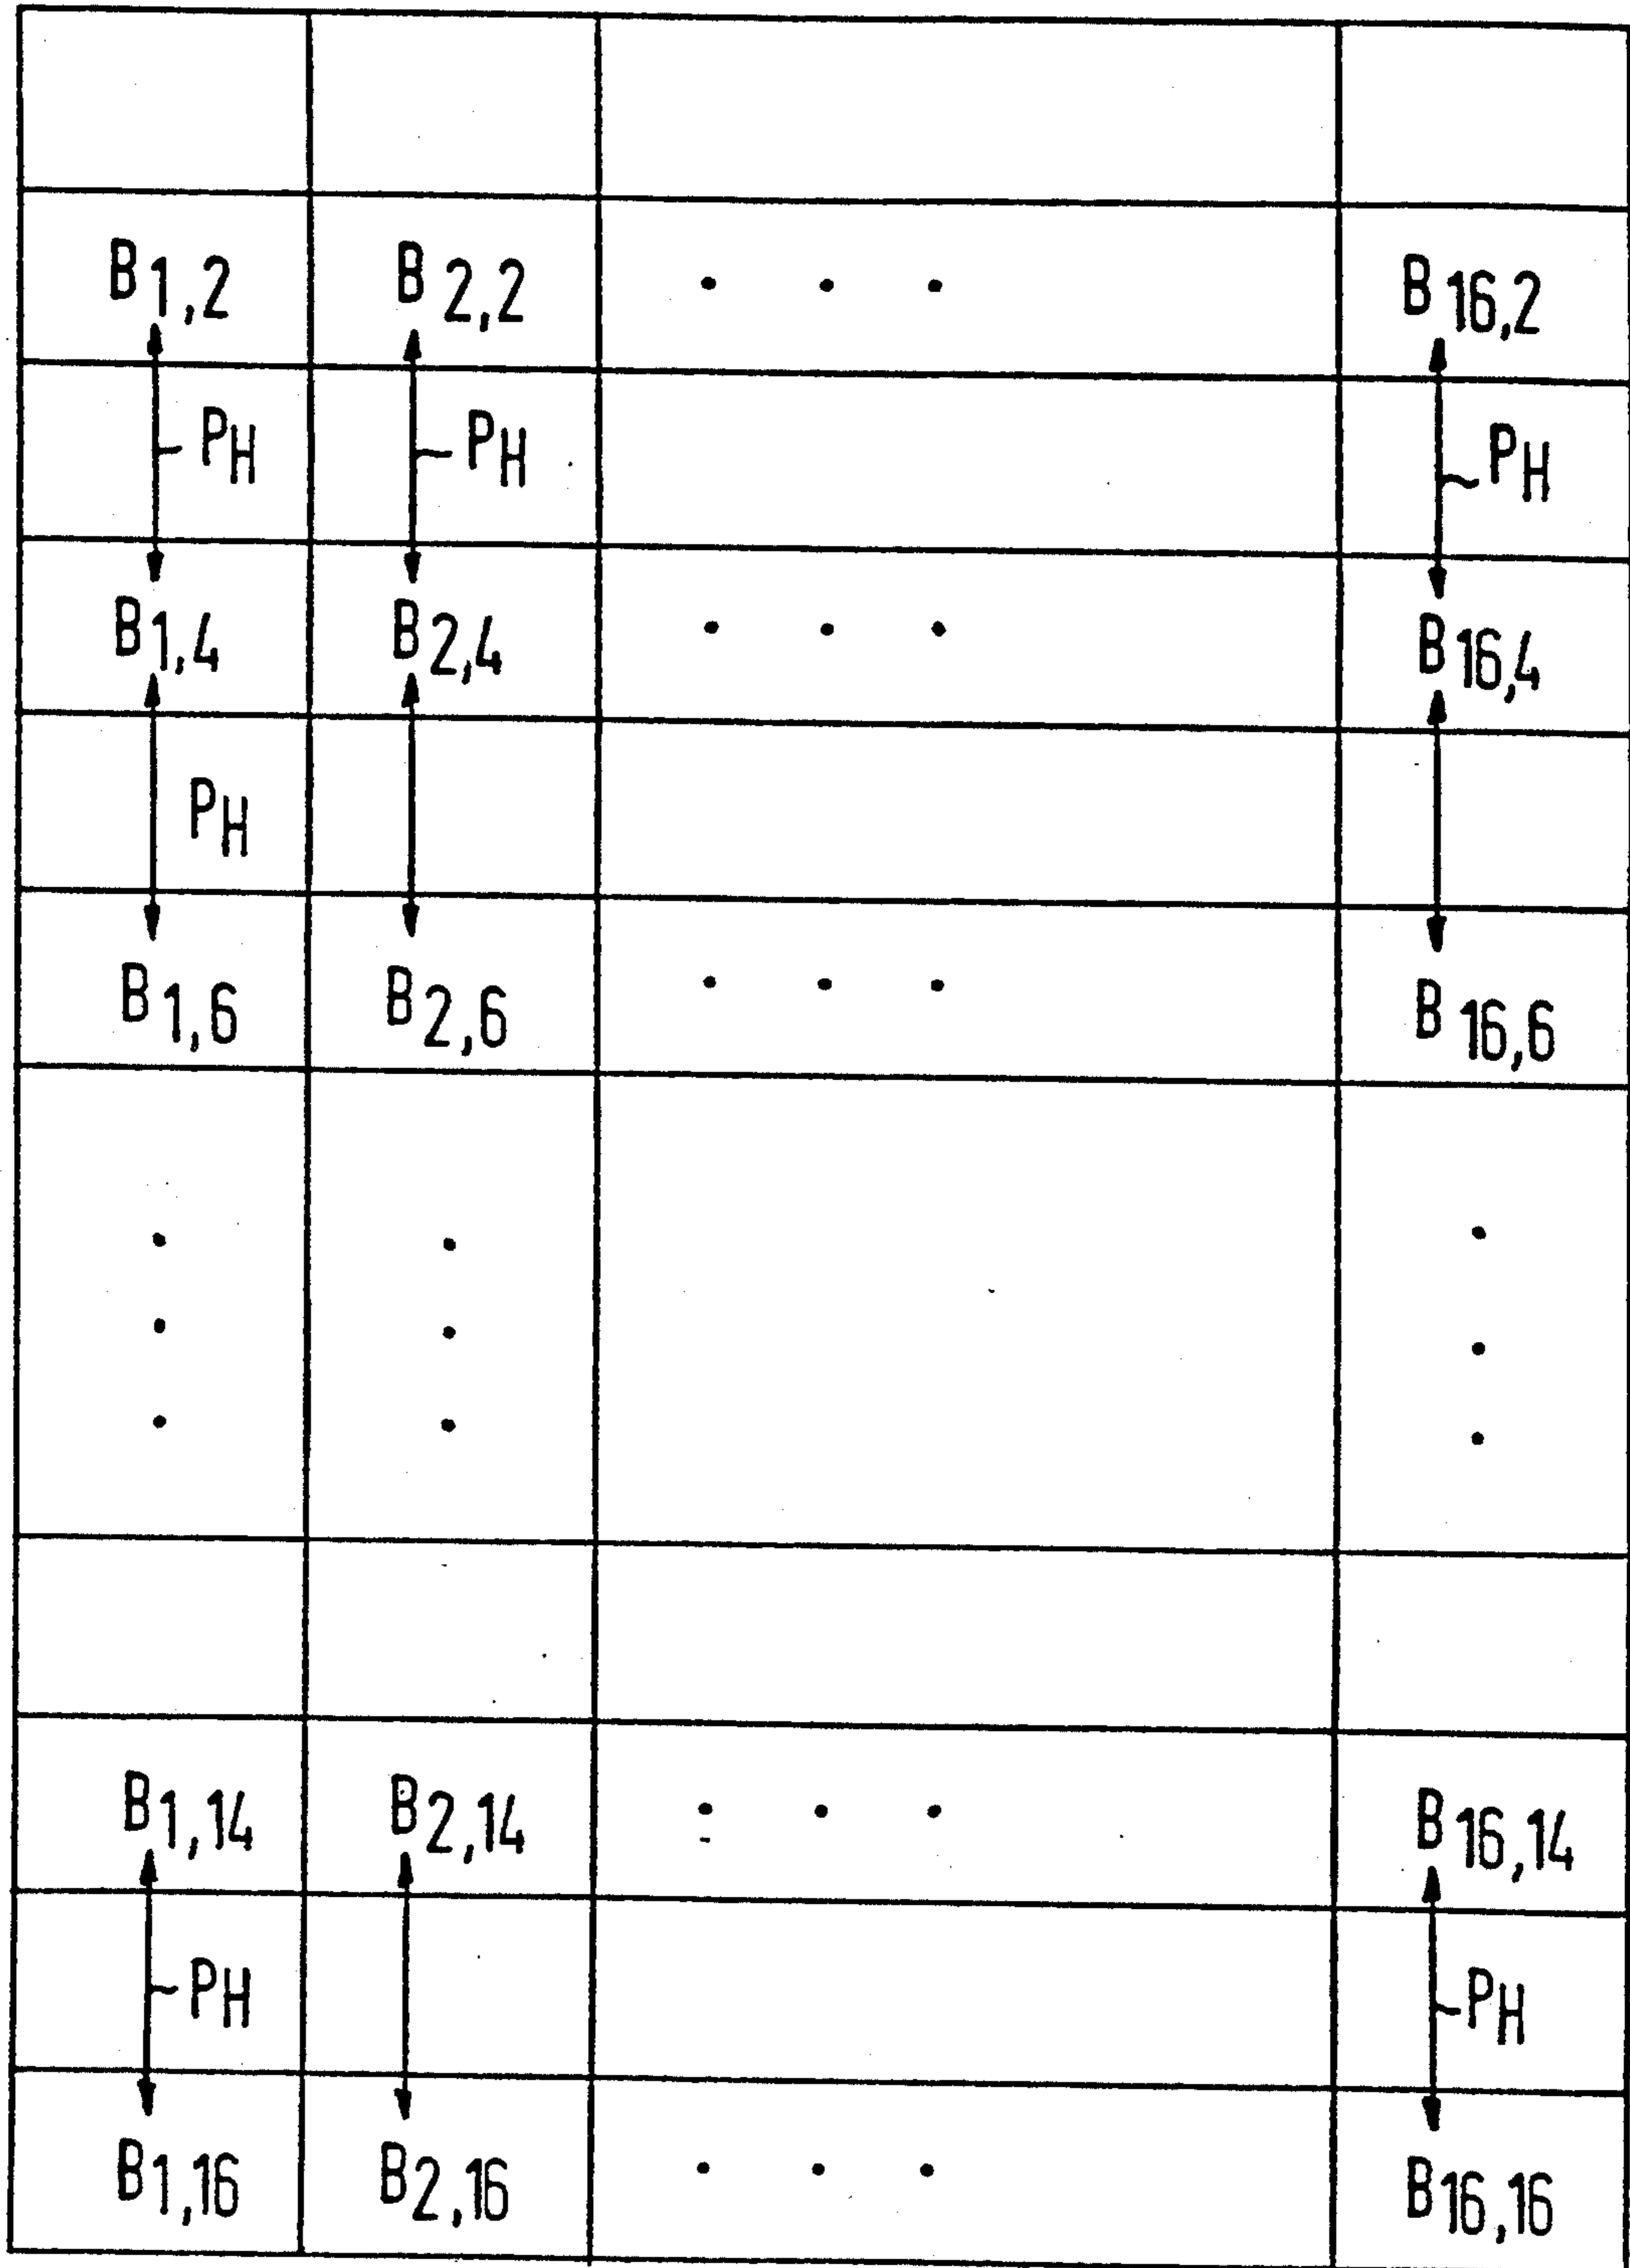 B1,2 B2,2 . . . B16,2
PH PH PH
B1,4 B2,4 . . . B16,4
PH
B1,6 B2,6 . . . B16,6
. . .
. . .
. . .
B1,14 B2,14 . . . B16,14
PH PH
B1,16 B2,16 . . . B16,16